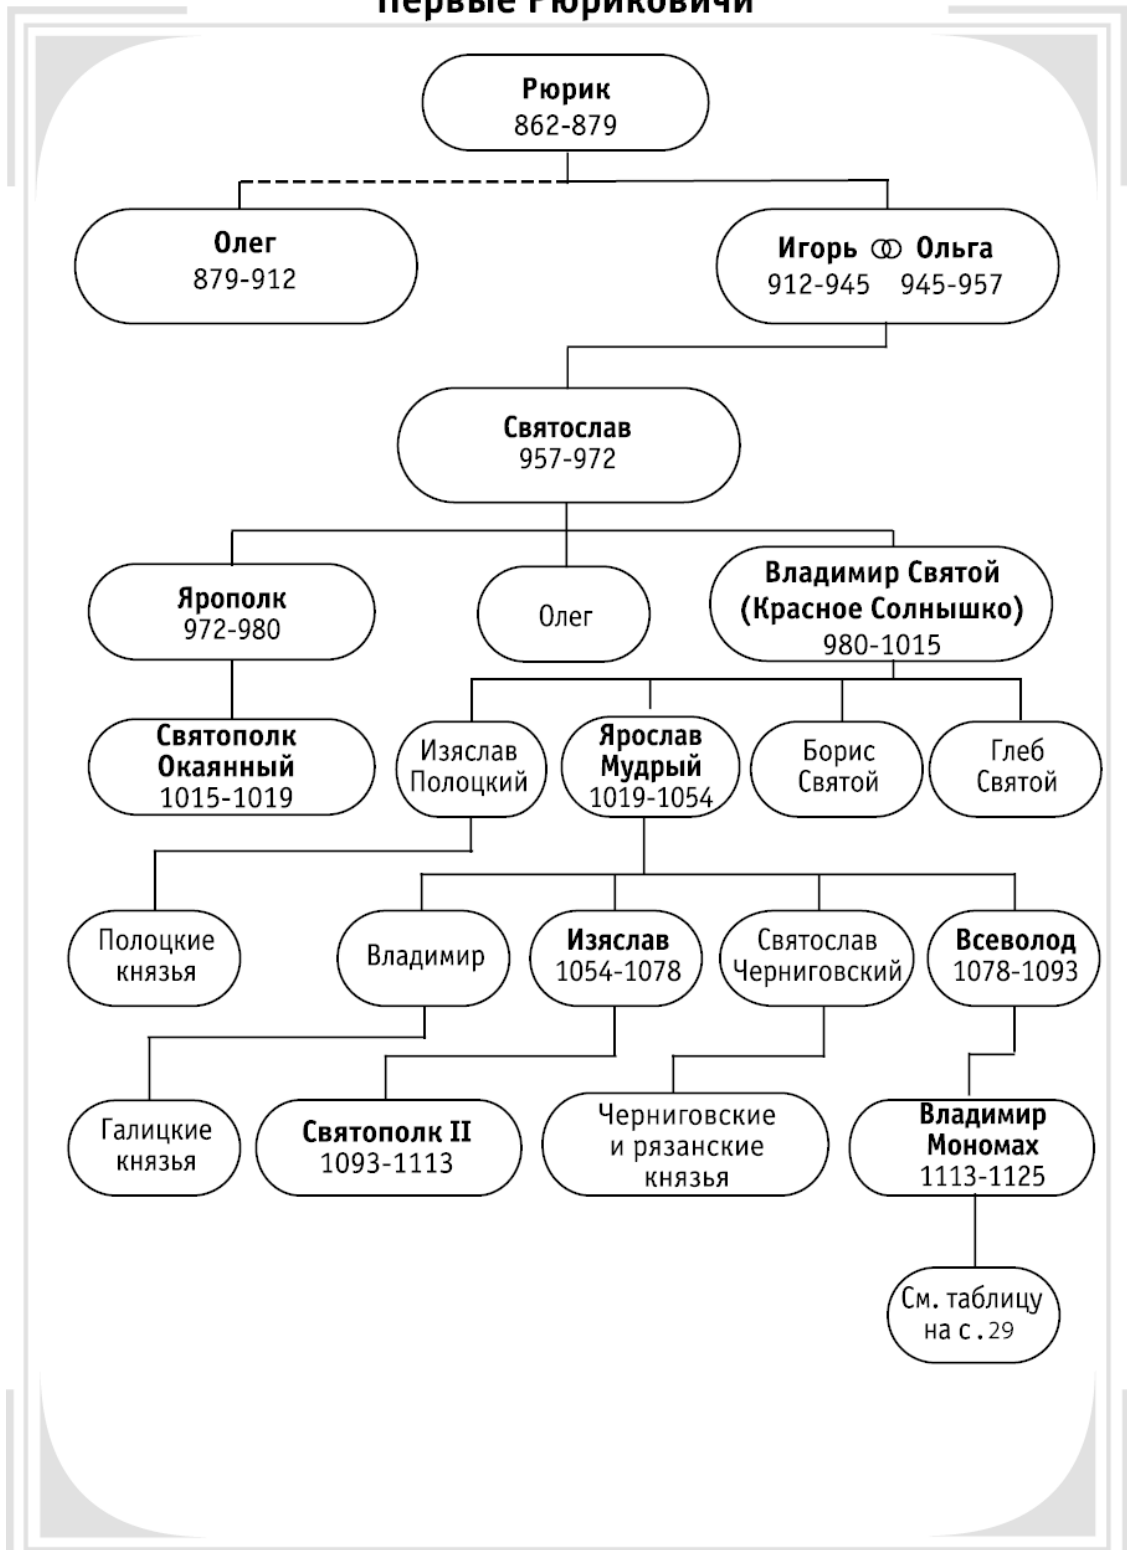 Первые Рюриковичи
Рюрик
862-879
Олег
879-912
Игорь Ольга
912-945 945-957
Святослав
957-972
Ярополк
972-980
Олег
Владимир Святой
(Красное Солнышко)
980-1015
Святополк
Окаянный
1015-1019
Изяслав
Полоцкий
Ярослав
Мудрый
1019-1054
Борис
Святой
Глеб
Святой
Полоцкие
князья
Владимир
Изяслав
1054-1078
Святослав
Черниговский
Всеволод
1078-1093
Галицкие
князья
Святополк II
1093-1113
Черниговские
и рязанские
князья
Владимир
Мономах
1113-1125
См. таблицу
на с.29